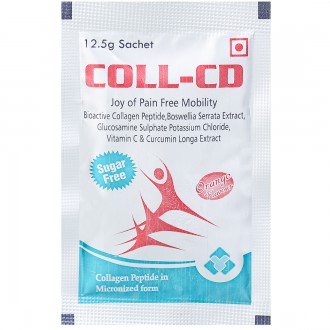 12.5g Sachet
COLL-CD
Joy of Pain Free Mobility
Bioactive Collagen Peptide,Boswellia Serrata Extract,
Glucosamine Sulphate Potassium Chloride,
Vitamin C & Curcumin Longa Extract
Sugar
Free
Orange
Collagen Peptide in
Micronized form